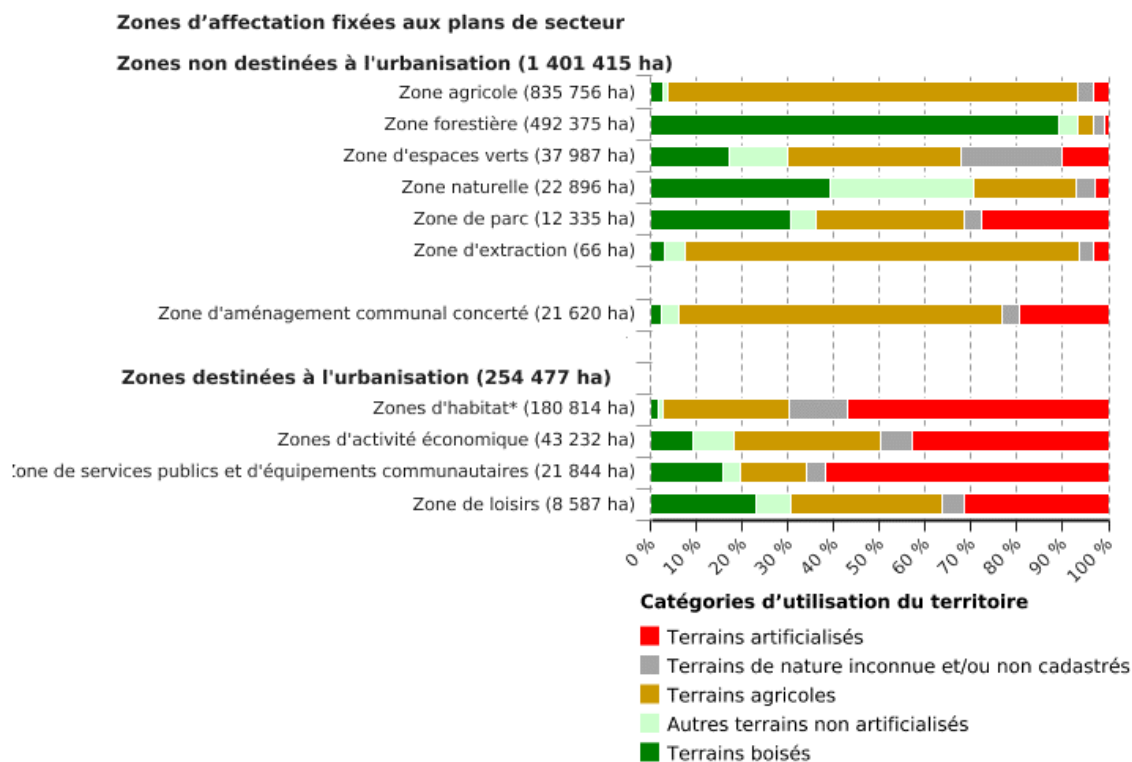 Zones d’affectation fixées aux plans de secteur
Zones non destinées à l'urbanisation (1 401 415 ha)
Zone agricole (835 756 ha)
Zone forestière (492 375 ha)
Zone d'espaces verts (37 987 ha)
Zone naturelle (22 896 ha)
Zone de parc (12 335 ha)
Zone d'extraction (66 ha)
Zone d'aménagement communal concerté (21 620 ha)
Zones destinées à l'urbanisation (254 477 ha)
Zones d'habitat* (180 814 ha)
Zones d'activité économique (43 232 ha)
Zone de services publics et d'équipements communautaires (21 844 ha)
Zone de loisirs (8 587 ha)
0 % 10 % 20 % 30 % 40 % 50 % 60 % 70 % 80 % 90 % 100 %
Catégories d’utilisation du territoire
Terrains artificialisés
Terrains de nature inconnue et/ou non cadastrés
Terrains agricoles
Autres terrains non artificialisés
Terrains boisés